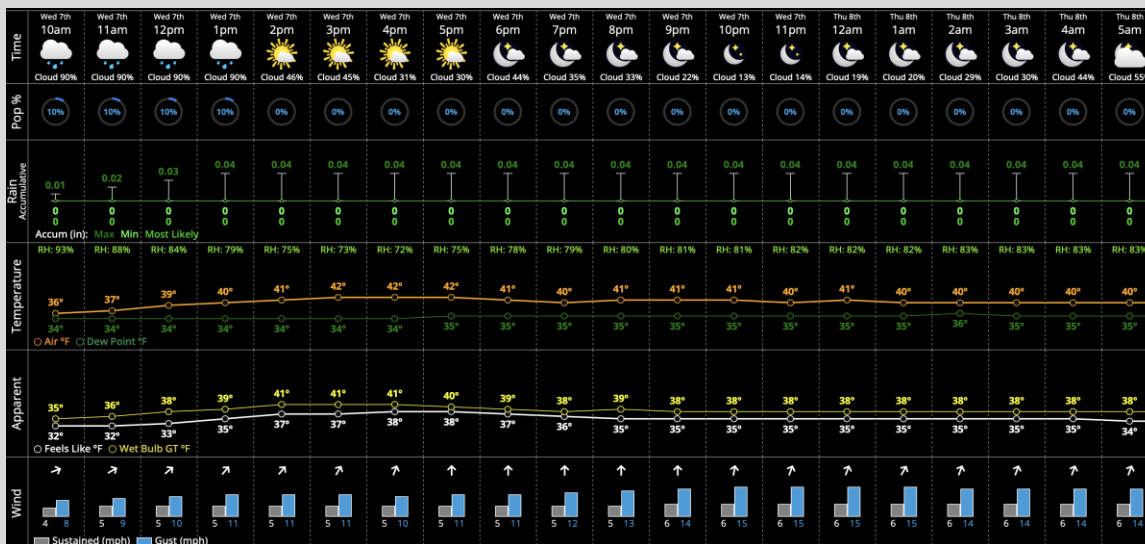 Time
Wed 7th Wed 7th Wed 7th Wed 7th Wed 7th Wed 7th Wed 7th Wed 7th Wed 7th Wed 7th Wed 7th Wed 7th Wed 7th Wed 7th Thu 8th Thu 8th Thu 8th Thu 8th Thu 8th Thu 8th
10am 11am 12pm 1pm 2pm 3pm 4pm 5pm 6pm 7pm 8pm 9pm 10pm 11pm 12am 1am 2am 3am 4am 5am
Cloud 90% Cloud 90% Cloud 90% Cloud 90% Cloud 46% Cloud 45% Cloud 31% Cloud 30% Cloud 44% Cloud 35% Cloud 33% Cloud 22% Cloud 13% Cloud 14% Cloud 19% Cloud 20% Cloud 29% Cloud 30% Cloud 44% Cloud 55%
Pop %
10% 10% 10% 10% 0% 0% 0% 0% 0% 0% 0% 0% 0% 0% 0% 0% 0% 0% 0% 0%
Rain
Accumulative
0.01 0.02 0.03 0.04 0.04 0.04 0.04 0.04 0.04 0.04 0.04 0.04 0.04 0.04 0.04 0.04 0.04 0.04 0.04 0.04
0 0 0 0 0 0 0 0 0 0 0 0 0 0 0 0 0 0 0 0
0 0 0 0 0 0 0 0 0 0 0 0 0 0 0 0 0 0 0 0
Accum (in): Max Min Most Likely
Temperature
RH: 93% RH: 88% RH: 84% RH: 79% RH: 75% RH: 73% RH: 72% RH: 75% RH: 78% RH: 79% RH: 80% RH: 81% RH: 81% RH: 82% RH: 82% RH: 82% RH: 83% RH: 83% RH: 83% RH: 83%
36° 37° 39° 40° 41° 42° 42° 42° 41° 40° 41° 41° 41° 40° 41° 40° 40° 40° 40° 40°
34° 34° 34° 34° 34° 34° 34° 35° 35° 35° 35° 35° 35° 35° 35° 35° 36° 35° 35° 35°
Air °F Dew Point °F
Apparent
35° 36° 38° 39° 41° 41° 41° 40° 39° 38° 39° 38° 38° 38° 38° 38° 38° 38° 38° 38°
32° 32° 33° 35° 37° 37° 38° 38° 37° 36° 35° 35° 35° 35° 35° 35° 35° 35° 35° 34°
Feels Like °F Wet Bulb GT °F
Wind
4 8 5 9 5 10 5 11 5 11 5 11 5 10 5 11 5 11 5 12 5 13 6 14 6 15 6 15 6 15 6 15 6 14 6 14 6 14 6 14
Sustained (mph) Gust (mph)